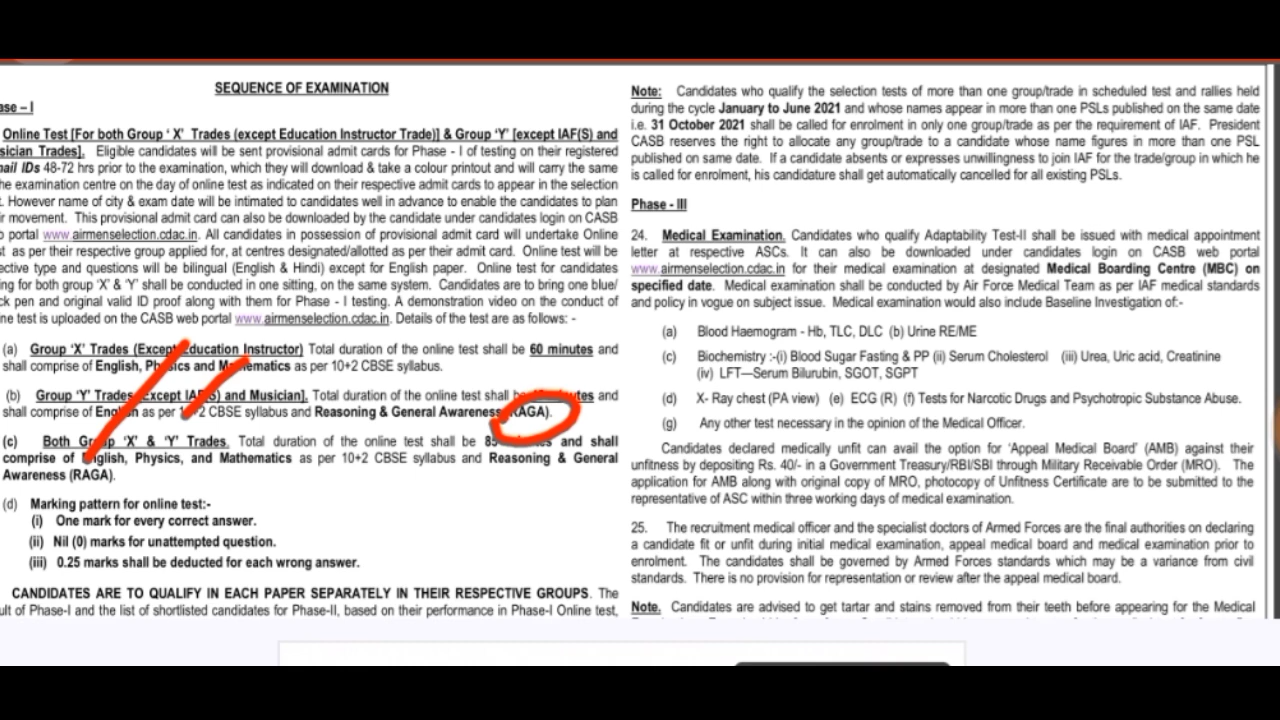 SEQUENCE OF EXAMINATION
ase – I
Online Test [For both Group ‘ X’ Trades (except Education Instructor Trade)] & Group ‘Y’ [except IAF(S) and
sician Trades]. Eligible candidates will be sent provisional admit cards for Phase - I of testing on their registered
ail IDs 48-72 hrs prior to the examination, which they will download & take a colour printout and will carry the same
he examination centre on the day of online test as indicated on their respective admit cards to appear in the selection
t. However name of city & exam date will be intimated to candidates well in advance to enable the candidates to plan
ir movement. This provisional admit card can also be downloaded by the candidate under candidates login on CASB
b portal www.airmenselection.cdac.in. All candidates in possession of provisional admit card will undertake Online
st as per their respective group applied for, at centres designated/allotted as per their admit card. Online test will be
ective type and questions will be bilingual (English & Hindi) except for English paper. Online test for candidates
ing for both group ‘X’ & ‘Y’ shall be conducted in one sitting, on the same system. Candidates are to bring one blue/
ck pen and original valid ID proof along with them for Phase - I testing. A demonstration video on the conduct of
ne test is uploaded on the CASB web portal www.airmenselection.cdac.in. Details of the test are as follows: -
(a) Group ‘X’ Trades (Except Education Instructor) Total duration of the online test shall be 60 minutes and
shall comprise of English, Physics and Mathematics as per 10+2 CBSE syllabus.
(b) Group ‘Y’ Trades [Except IAF(S) and Musician]. Total duration of the online test shall be minutes and
shall comprise of English as per 10+2 CBSE syllabus and Reasoning & General Awareness (RAGA).
(c) Both Group ‘X’ & ‘Y’ Trades. Total duration of the online test shall be 85 minutes and shall
comprise of English, Physics, and Mathematics as per 10+2 CBSE syllabus and Reasoning & General
Awareness (RAGA).
(d) Marking pattern for online test:-
(i) One mark for every correct answer.
(ii) Nil (0) marks for unattempted question.
(iii) 0.25 marks shall be deducted for each wrong answer.
CANDIDATES ARE TO QUALIFY IN EACH PAPER SEPARATELY IN THEIR RESPECTIVE GROUPS. The
ult of Phase-I and the list of shortlisted candidates for Phase-II, based on their performance in Phase-I Online test,
Note: Candidates who qualify the selection tests of more than one group/trade in scheduled test and rallies held
during the cycle January to June 2021 and whose names appear in more than one PSLs published on the same date
i.e. 31 October 2021 shall be called for enrolment in only one group/trade as per the requirement of IAF. President
CASB reserves the right to allocate any group/trade to a candidate whose name figures in more than one PSL
published on same date. If a candidate absents or expresses unwillingness to join IAF for the trade/group in which he
is called for enrolment, his candidature shall get automatically cancelled for all existing PSLs.
Phase - III
24. Medical Examination. Candidates who qualify Adaptability Test-II shall be issued with medical appointment
letter at respective ASCs. It can also be downloaded under candidates login on CASB web portal
www.airmenselection.cdac.in for their medical examination at designated Medical Boarding Centre (MBC) on
specified date. Medical examination shall be conducted by Air Force Medical Team as per IAF medical standards
and policy in vogue on subject issue. Medical examination would also include Baseline Investigation of:-
(a) Blood Haemogram - Hb, TLC, DLC (b) Urine RE/ME
(c) Biochemistry :-(i) Blood Sugar Fasting & PP (ii) Serum Cholesterol (iii) Urea, Uric acid, Creatinine
(iv) LFT—Serum Bilurubin, SGOT, SGPT
(d) X- Ray chest (PA view) (e) ECG (R) (f) Tests for Narcotic Drugs and Psychotropic Substance Abuse.
(g) Any other test necessary in the opinion of the Medical Officer.
Candidates declared medically unfit can avail the option for ‘Appeal Medical Board’ (AMB) against their
unfitness by depositing Rs. 40/- in a Government Treasury/RBI/SBI through Military Receivable Order (MRO). The
application for AMB along with original copy of MRO, photocopy of Unfitness Certificate are to be submitted to the
representative of ASC within three working days of medical examination.
25. The recruitment medical officer and the specialist doctors of Armed Forces are the final authorities on declaring
a candidate fit or unfit during initial medical examination, appeal medical board and medical examination prior to
enrolment. The candidates shall be governed by Armed Forces standards which may be a variance from civil
standards. There is no provision for representation or review after the appeal medical board.
Note. Candidates are advised to get tartar and stains removed from their teeth before appearing for the Medical